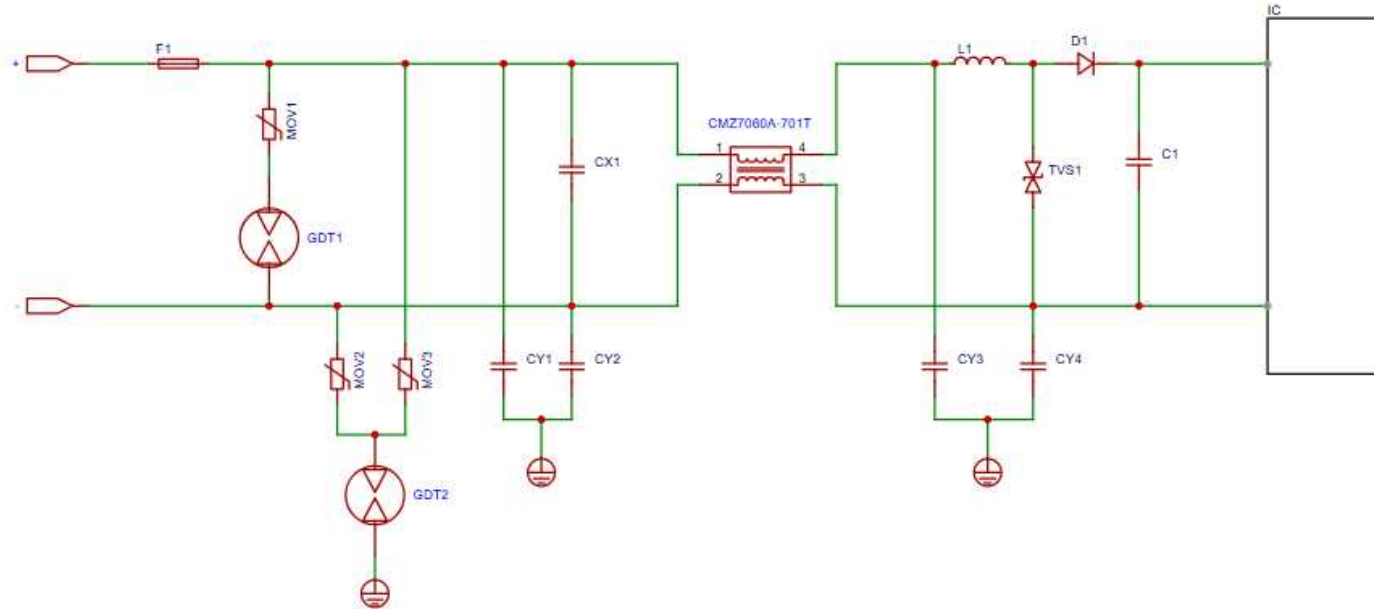 IC
F1
L1
D1
+
MOV1
CMZ7060A-701T
1
4
CX1
TVS1
C1
2
3
GDT1
-
MOV2
MOV3
CY1
CY2
CY3
CY4
GDT2